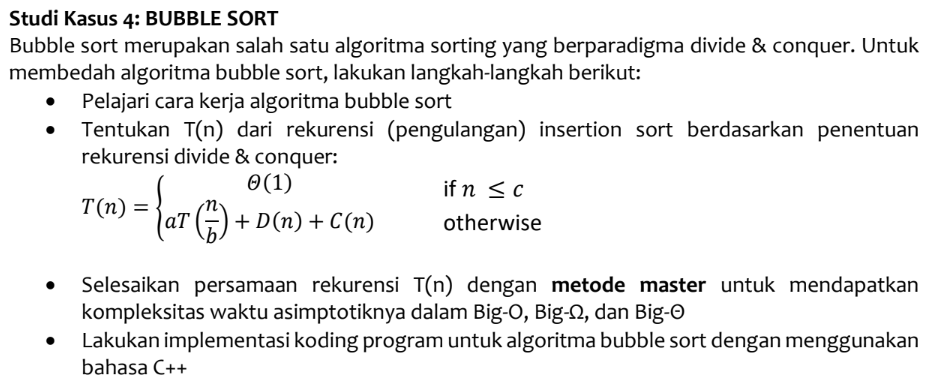 Studi Kasus 4: BUBBLE SORT
Bubble sort merupakan salah satu algoritma sorting yang berparadigma divide & conquer. Untuk
membedah algoritma bubble sort, lakukan langkah-langkah berikut:
• Pelajari cara kerja algoritma bubble sort
• Tentukan T(n) dari rekurensi (pengulangan) insertion sort berdasarkan penentuan
rekurensi divide & conquer:
T(n) = { Θ(1) if n ≤ c
aT(n/b) + D(n) + C(n) otherwise
• Selesaikan persamaan rekurensi T(n) dengan metode master untuk mendapatkan
kompleksitas waktu asimptotiknya dalam Big-O, Big-Ω, dan Big-Θ
• Lakukan implementasi koding program untuk algoritma bubble sort dengan menggunakan
bahasa C++